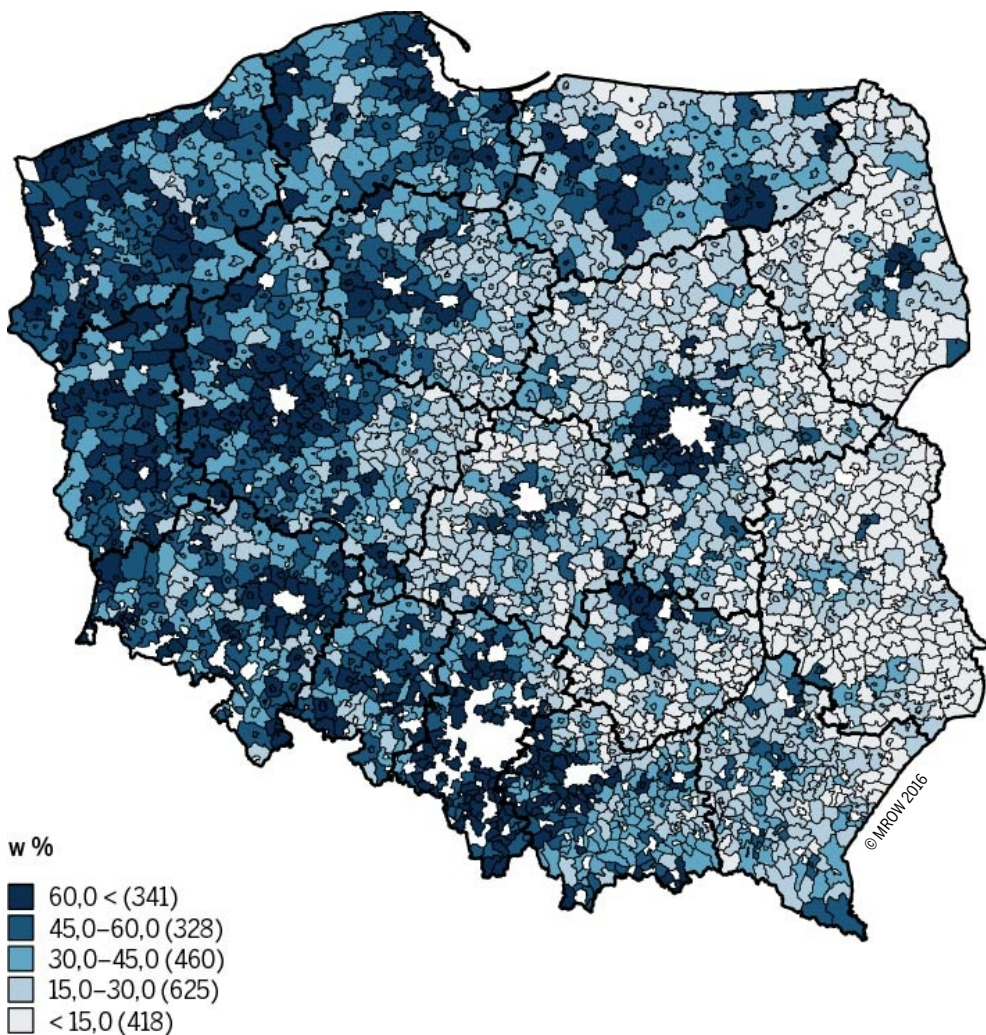 © MROW 2016
w %
60,0 < (341)
45,0–60,0 (328)
30,0–45,0 (460)
15,0–30,0 (625)
< 15,0 (418)